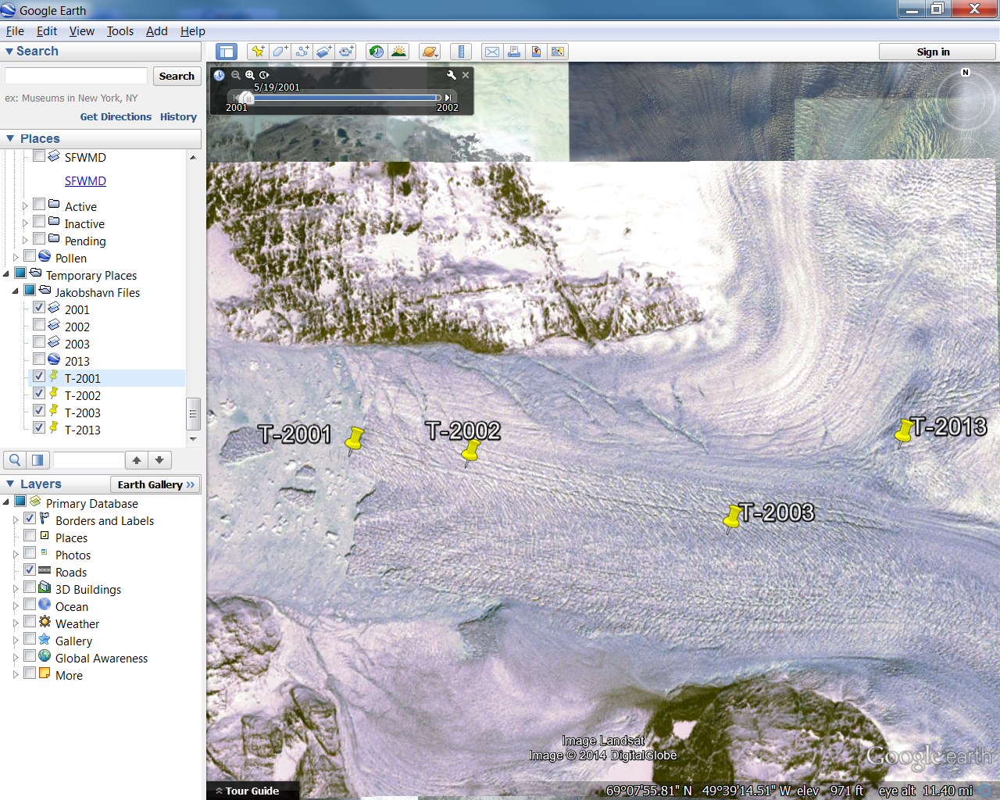 Google Earth
File Edit View Tools Add Help
Search
Search
ex: Museums in New York, NY
Get Directions History
Places
SFWMD
SFWMD
Active
Inactive
Pending
Pollen
Temporary Places
Jakobshavn Files
2001
2002
2003
2013
T-2001
T-2002
T-2003
T-2013
Layers
Earth Gallery »
Primary Database
Borders and Labels
Places
Photos
Roads
3D Buildings
Ocean
Weather
Gallery
Global Awareness
More
Sign in
5/19/2001
2001 2002
N
T-2001
T-2002
T-2013
T-2003
Image Landsat
Image © 2014 DigitalGlobe
Google earth
Tour Guide
69°07'55.81" N 49°39'14.51" W elev 971 ft eye alt 11.40 mi